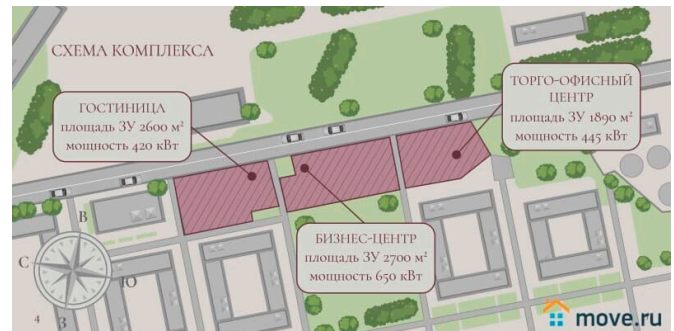 СХЕМА КОМПЛЕКСА
ГОСТИНИЦА
площадь ЗУ 2600 м²
мощность 420 кВт
ТОРГО-ОФИСНЫЙ
ЦЕНТР
площадь ЗУ 1890 м²
мощность 445 кВт
БИЗНЕС-ЦЕНТР
площадь ЗУ 2700 м²
мощность 650 кВт
В
С
Ю
З
4
move.ru